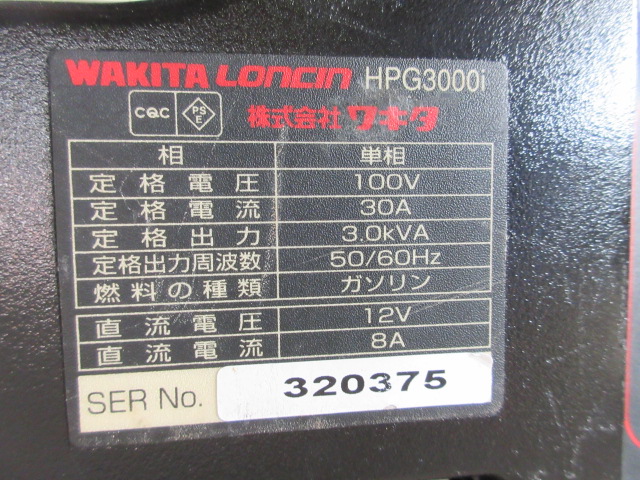 WAKITA LONCIN HPG3000i
CQC PSE 株式会社 ワキタ
相 単相
定格電圧 100V
定格電流 30A
定格出力 3.0kVA
定格出力周波数 50/60Hz
燃料の種類 ガソリン
直流電圧 12V
直流電流 8A
SER No. 320375